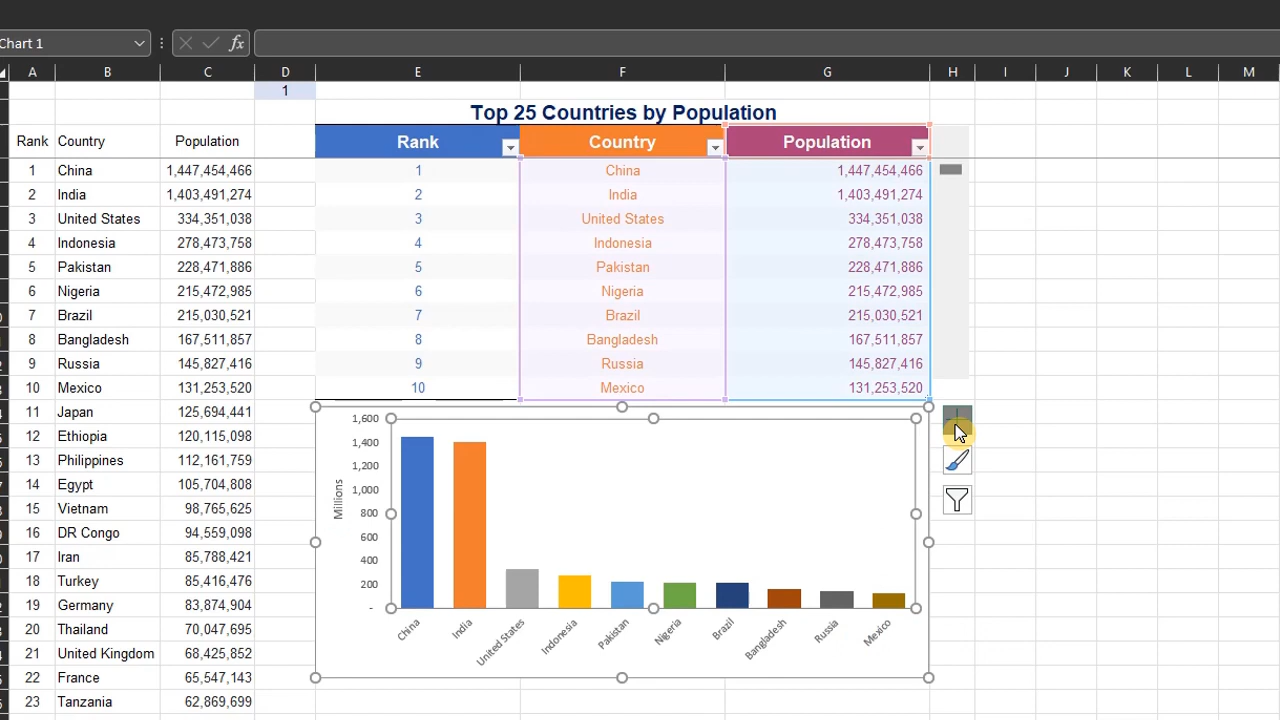 Chart 1
fx
A B C D E F G H I J K L M
1
Top 25 Countries by Population
Rank Country Population Rank Country Population
1 China 1,447,454,466 1 China 1,447,454,466
2 India 1,403,491,274 2 India 1,403,491,274
3 United States 334,351,038 3 United States 334,351,038
4 Indonesia 278,473,758 4 Indonesia 278,473,758
5 Pakistan 228,471,886 5 Pakistan 228,471,886
6 Nigeria 215,472,985 6 Nigeria 215,472,985
7 Brazil 215,030,521 7 Brazil 215,030,521
8 Bangladesh 167,511,857 8 Bangladesh 167,511,857
9 Russia 145,827,416 9 Russia 145,827,416
10 Mexico 131,253,520 10 Mexico 131,253,520
11 Japan 125,694,441
12 Ethiopia 120,115,098
13 Philippines 112,161,759
14 Egypt 105,704,808
15 Vietnam 98,765,625
16 DR Congo 94,559,098
17 Iran 85,788,421
18 Turkey 85,416,476
19 Germany 83,874,904
20 Thailand 70,047,695
21 United Kingdom 68,425,852
22 France 65,547,143
23 Tanzania 62,869,699
Millions
1,600
1,400
1,200
1,000
800
600
400
200
-
China India United States Indonesia Pakistan Nigeria Brazil Bangladesh Russia Mexico